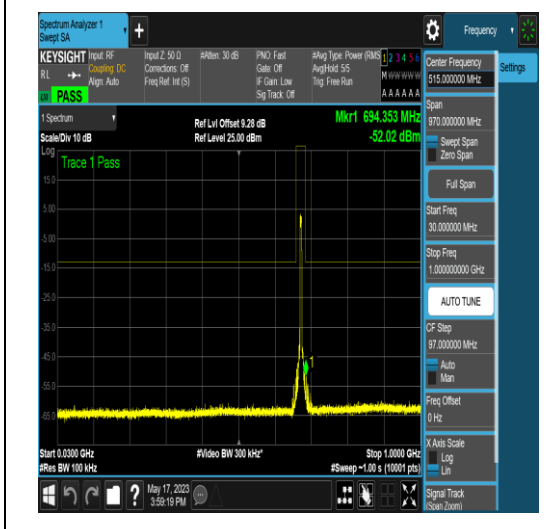 Spectrum Analyzer 1
Swept SA
+
Frequency
KEYSIGHT
RL
PASS
Input: RF
Coupling: DC
Align: Auto
Input Z: 50 Ω
Corrections: Off
Freq Ref: Int (S)
#Atten: 30 dB
PNO: Fast
Gate: Off
IF Gain: Low
Sig Track: Off
#Avg Type: Power (RMS
Avg|Hold: 5/5
Trig: Free Run
1 2 3 4 5 6
M W W W W W
A A A A A A
1 Spectrum
Scale/Div 10 dB
Ref Lvl Offset 9.28 dB
Ref Level 25.00 dBm
Mkr1 694.353 MHz
-52.02 dBm
Log
Trace 1 Pass
15.0
5.00
-5.00
-15.0
-25.0
-35.0
-45.0
-55.0
-65.0
1
Start 0.0300 GHz
#Res BW 100 kHz
#Video BW 300 kHz*
Stop 1.0000 GHz
#Sweep ~1.00 s (10001 pts)
May 17, 2023
3:59:19 PM
?
Center Frequency
515.000000 MHz
Span
970.000000 MHz
Swept Span
Zero Span
Full Span
Start Freq
30.000000 MHz
Stop Freq
1.000000000 GHz
AUTO TUNE
CF Step
97.000000 MHz
Auto
Man
Freq Offset
0 Hz
X Axis Scale
Log
Lin
Signal Track
(Span Zoom)
Settings